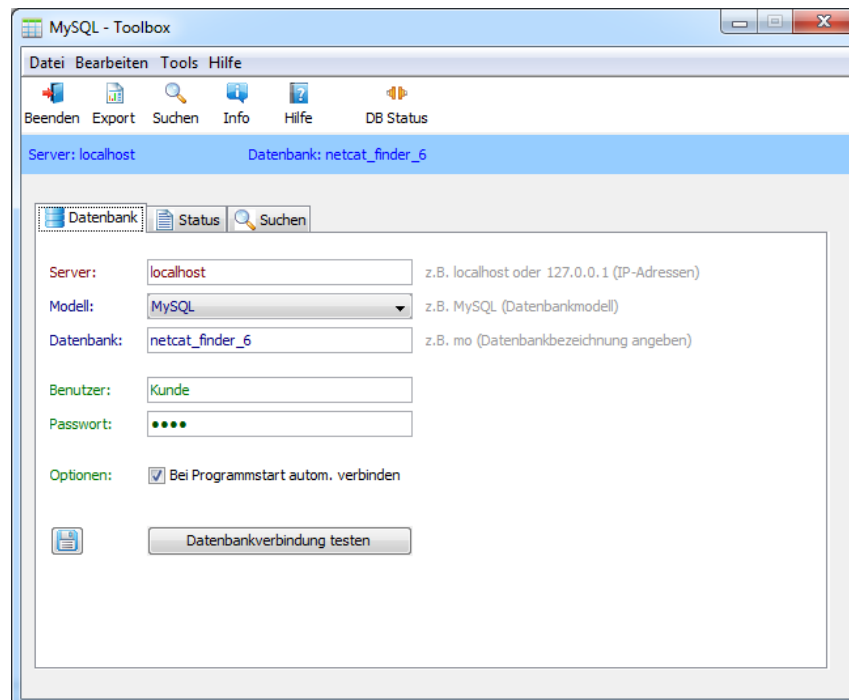 MySQL - Toolbox
Datei Bearbeiten Tools Hilfe
Beenden Export Suchen Info Hilfe DB Status
Server: localhost Datenbank: netcat_finder_6
Datenbank Status Suchen
Server: localhost z.B. localhost oder 127.0.0.1 (IP-Adressen)
Modell: MySQL z.B. MySQL (Datenbankmodell)
Datenbank: netcat_finder_6 z.B. mo (Datenbankbezeichnung angeben)
Benutzer: Kunde
Passwort: ●●●●
Optionen: Bei Programmstart autom. verbinden
Datenbankverbindung testen